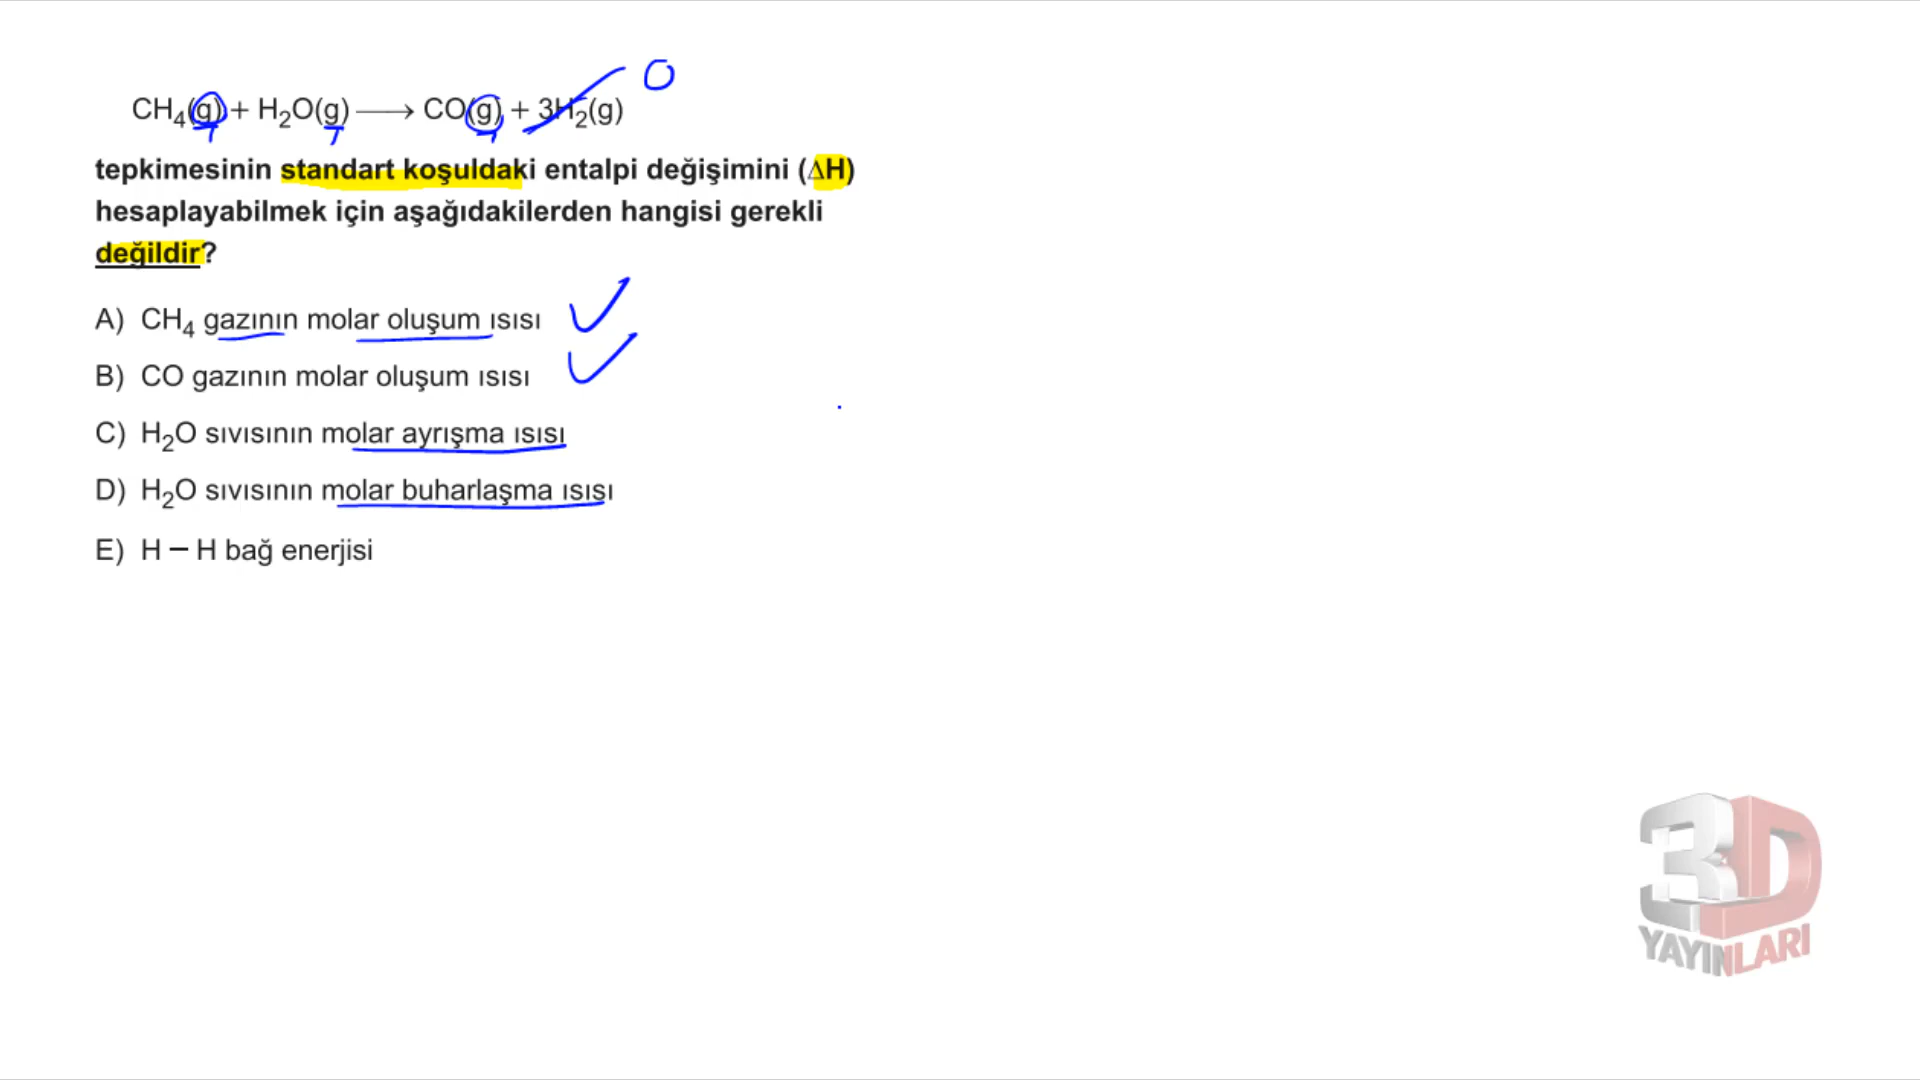 O
CH₄(g) + H₂O(g) ⟶ CO(g) + 3H₂(g)
tepkimesinin standart koşuldaki entalpi değişimini (∆H)
hesaplayabilmek için aşağıdakilerden hangisi gerekli
değildir?
A) CH₄ gazının molar oluşum ısısı
B) CO gazının molar oluşum ısısı
C) H₂O sıvısının molar ayrışma ısısı
D) H₂O sıvısının molar buharlaşma ısısı
E) H – H bağ enerjisi
3D
YAYINLARI